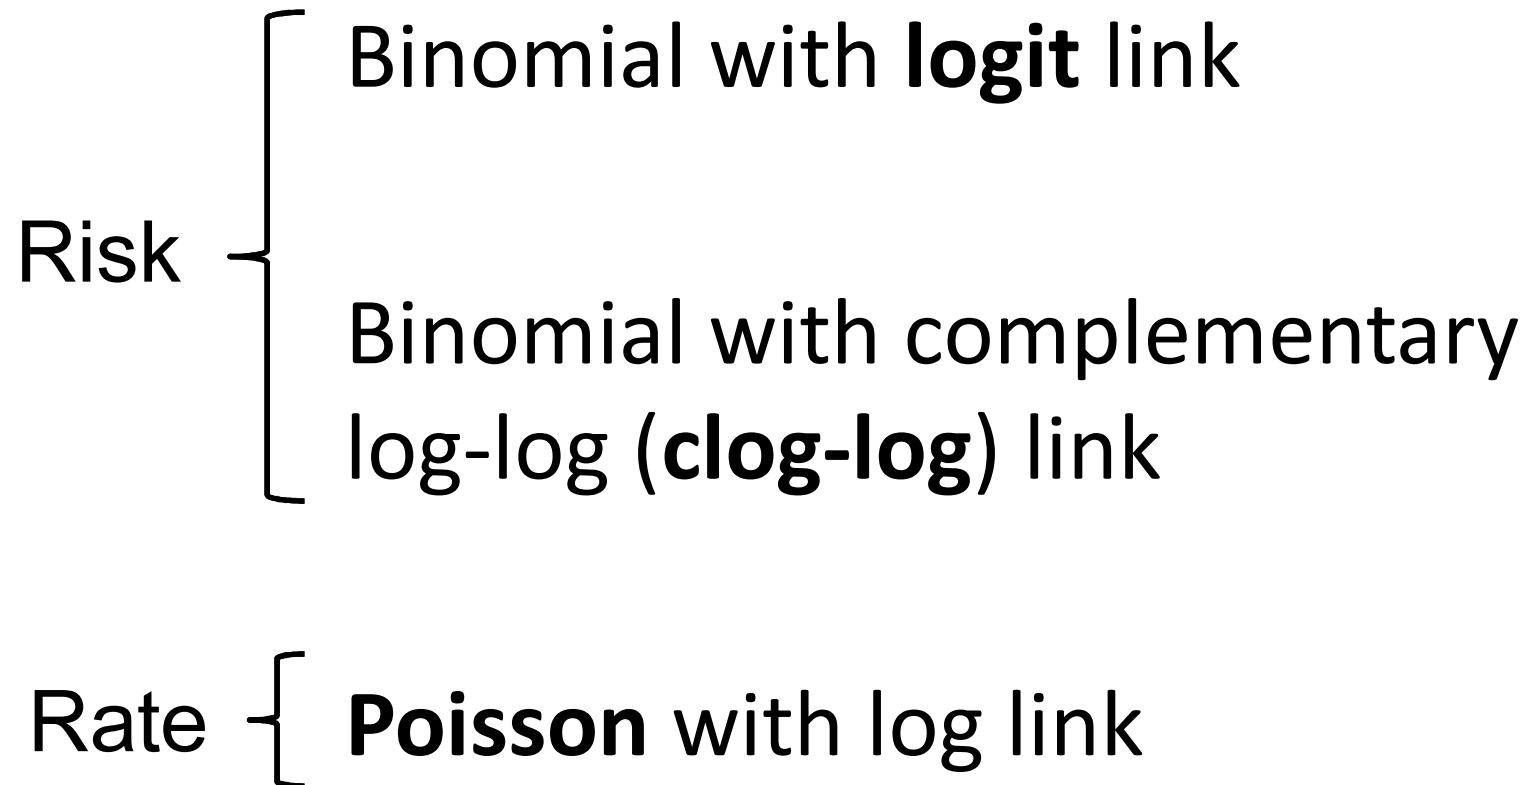 Binomial with logit link
Risk
Binomial with complementary
log-log (clog-log) link
Rate
Poisson with log link